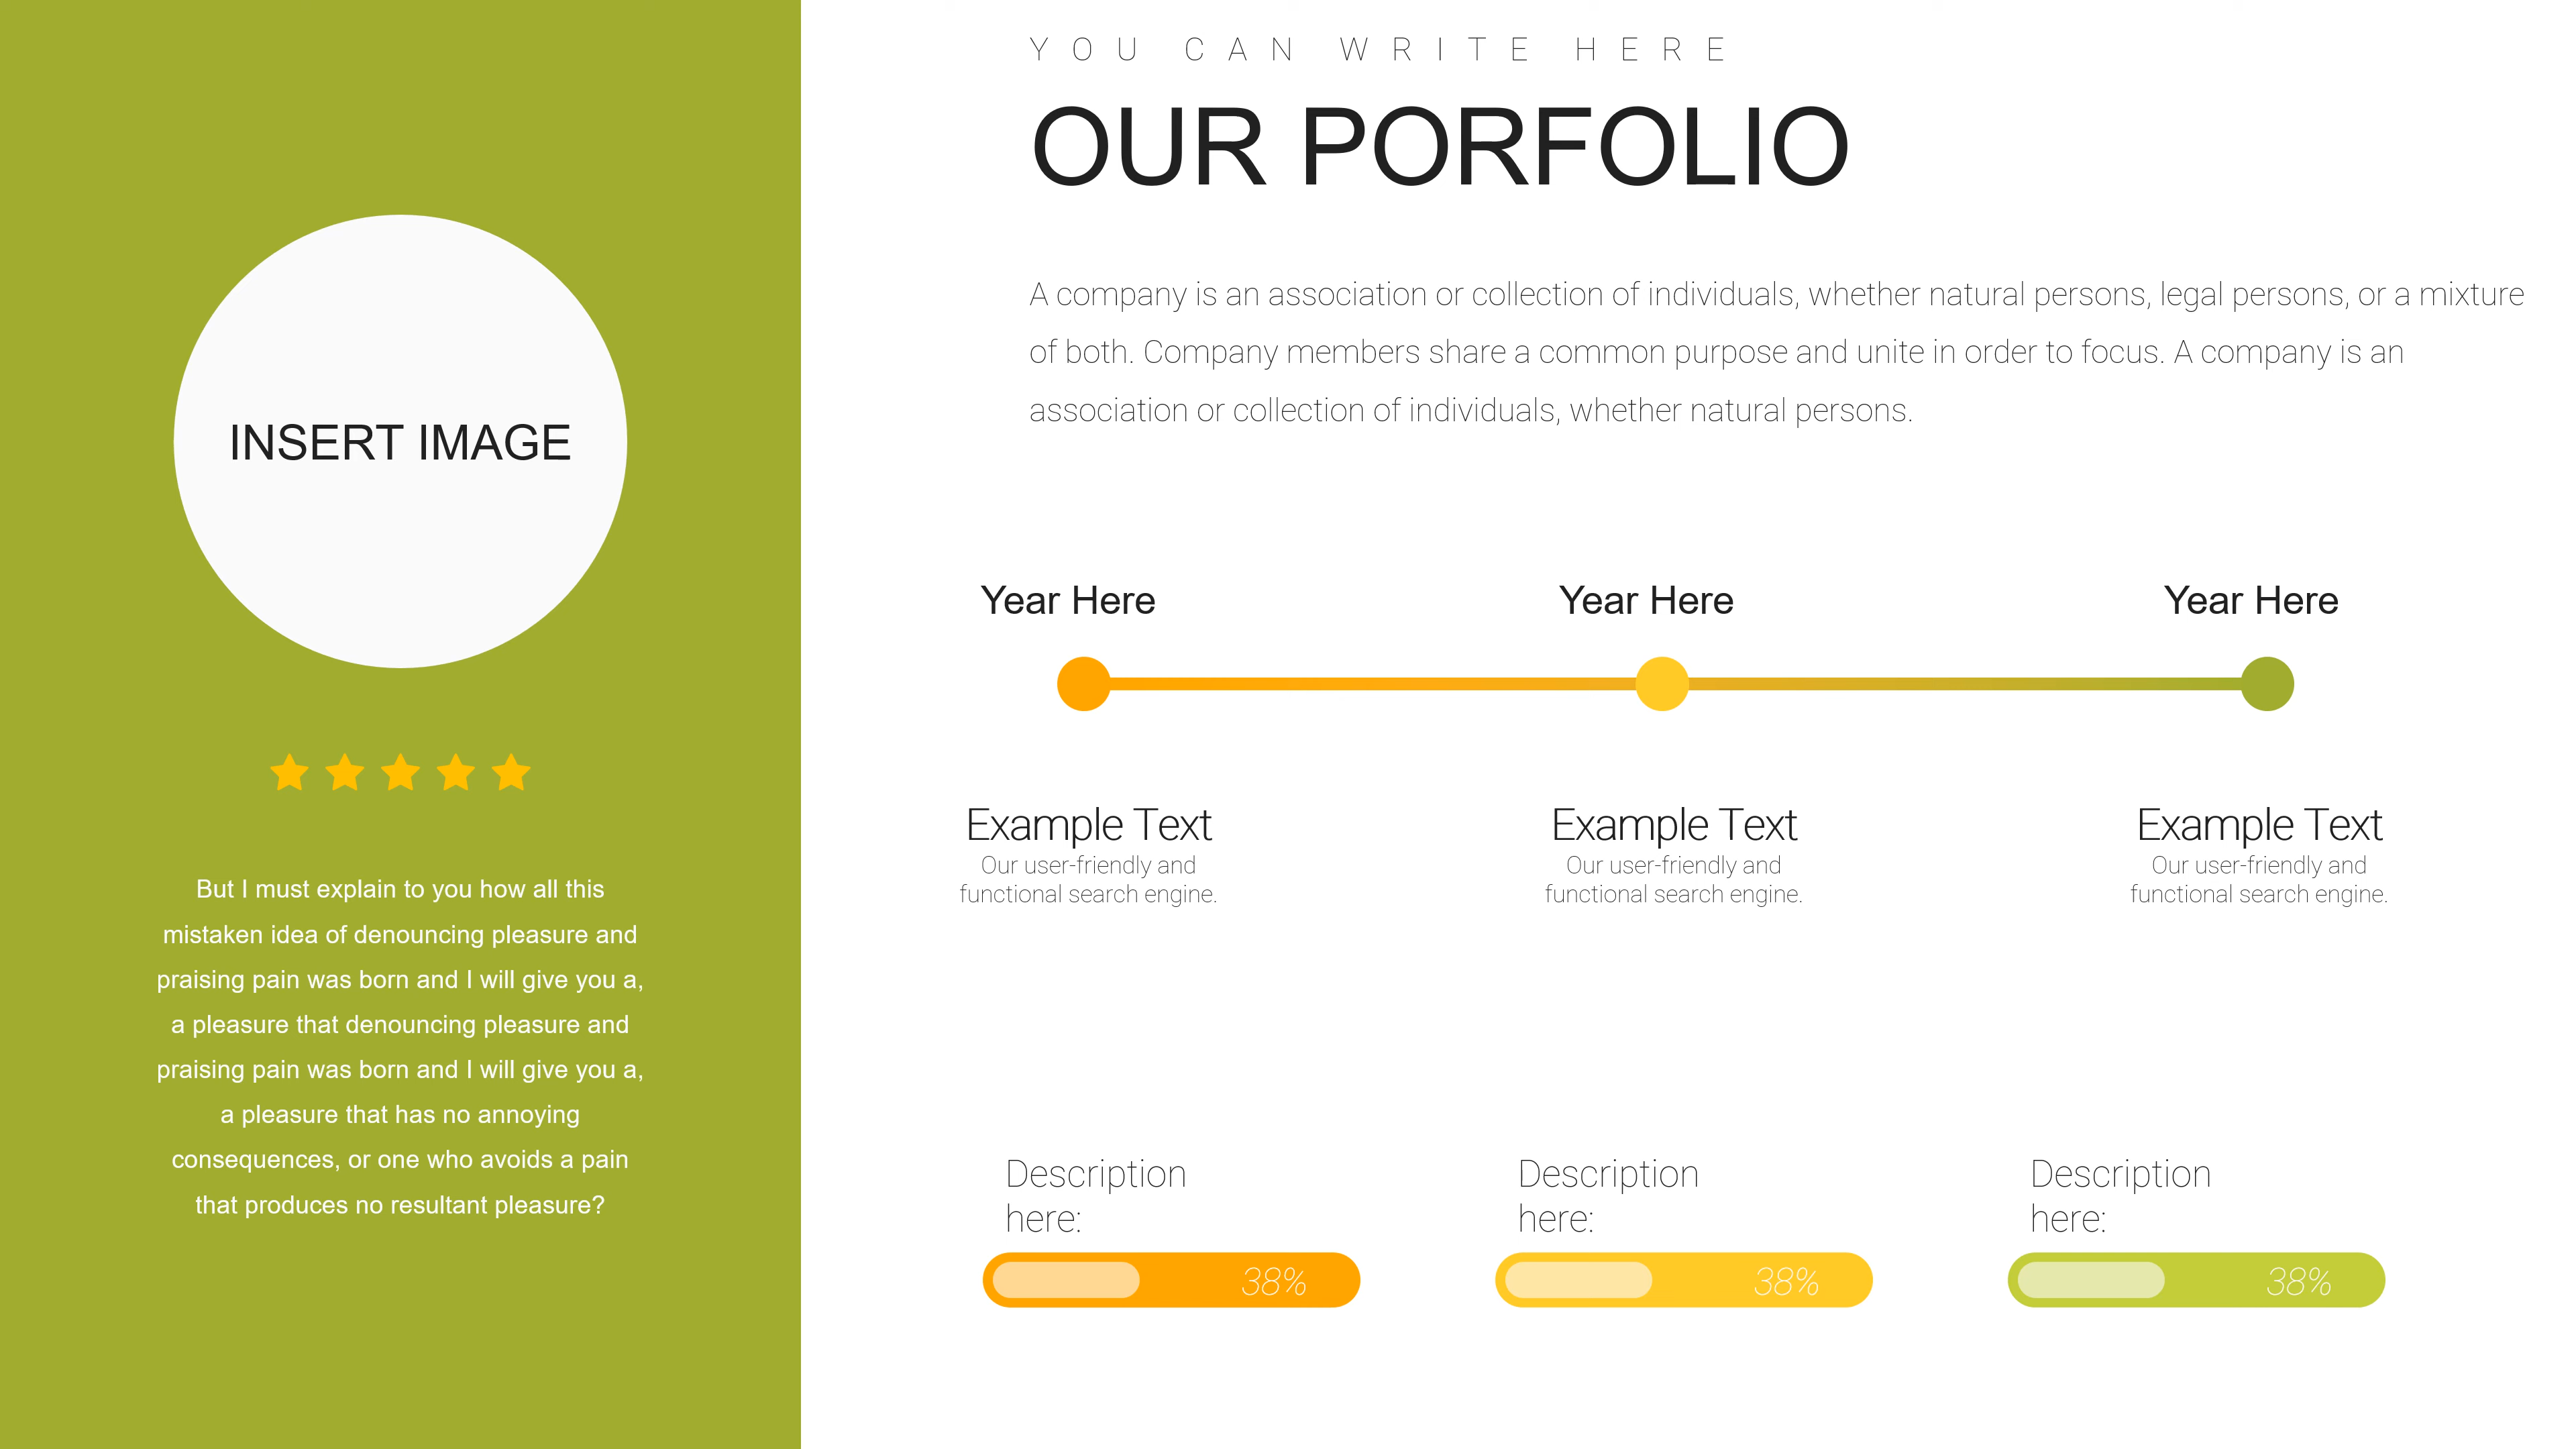 INSERT IMAGE
But I must explain to you how all this
mistaken idea of denouncing pleasure and
praising pain was born and I will give you a,
a pleasure that denouncing pleasure and
praising pain was born and I will give you a,
a pleasure that has no annoying
consequences, or one who avoids a pain
that produces no resultant pleasure?
YOU CAN WRITE HERE
OUR PORFOLIO
A company is an association or collection of individuals, whether natural persons, legal persons, or a mixture
of both. Company members share a common purpose and unite in order to focus. A company is an
association or collection of individuals, whether natural persons.
Year Here
Year Here
Year Here
Example Text
Our user-friendly and
functional search engine.
Example Text
Our user-friendly and
functional search engine.
Example Text
Our user-friendly and
functional search engine.
Description
here:
38%
Description
here:
38%
Description
here:
38%